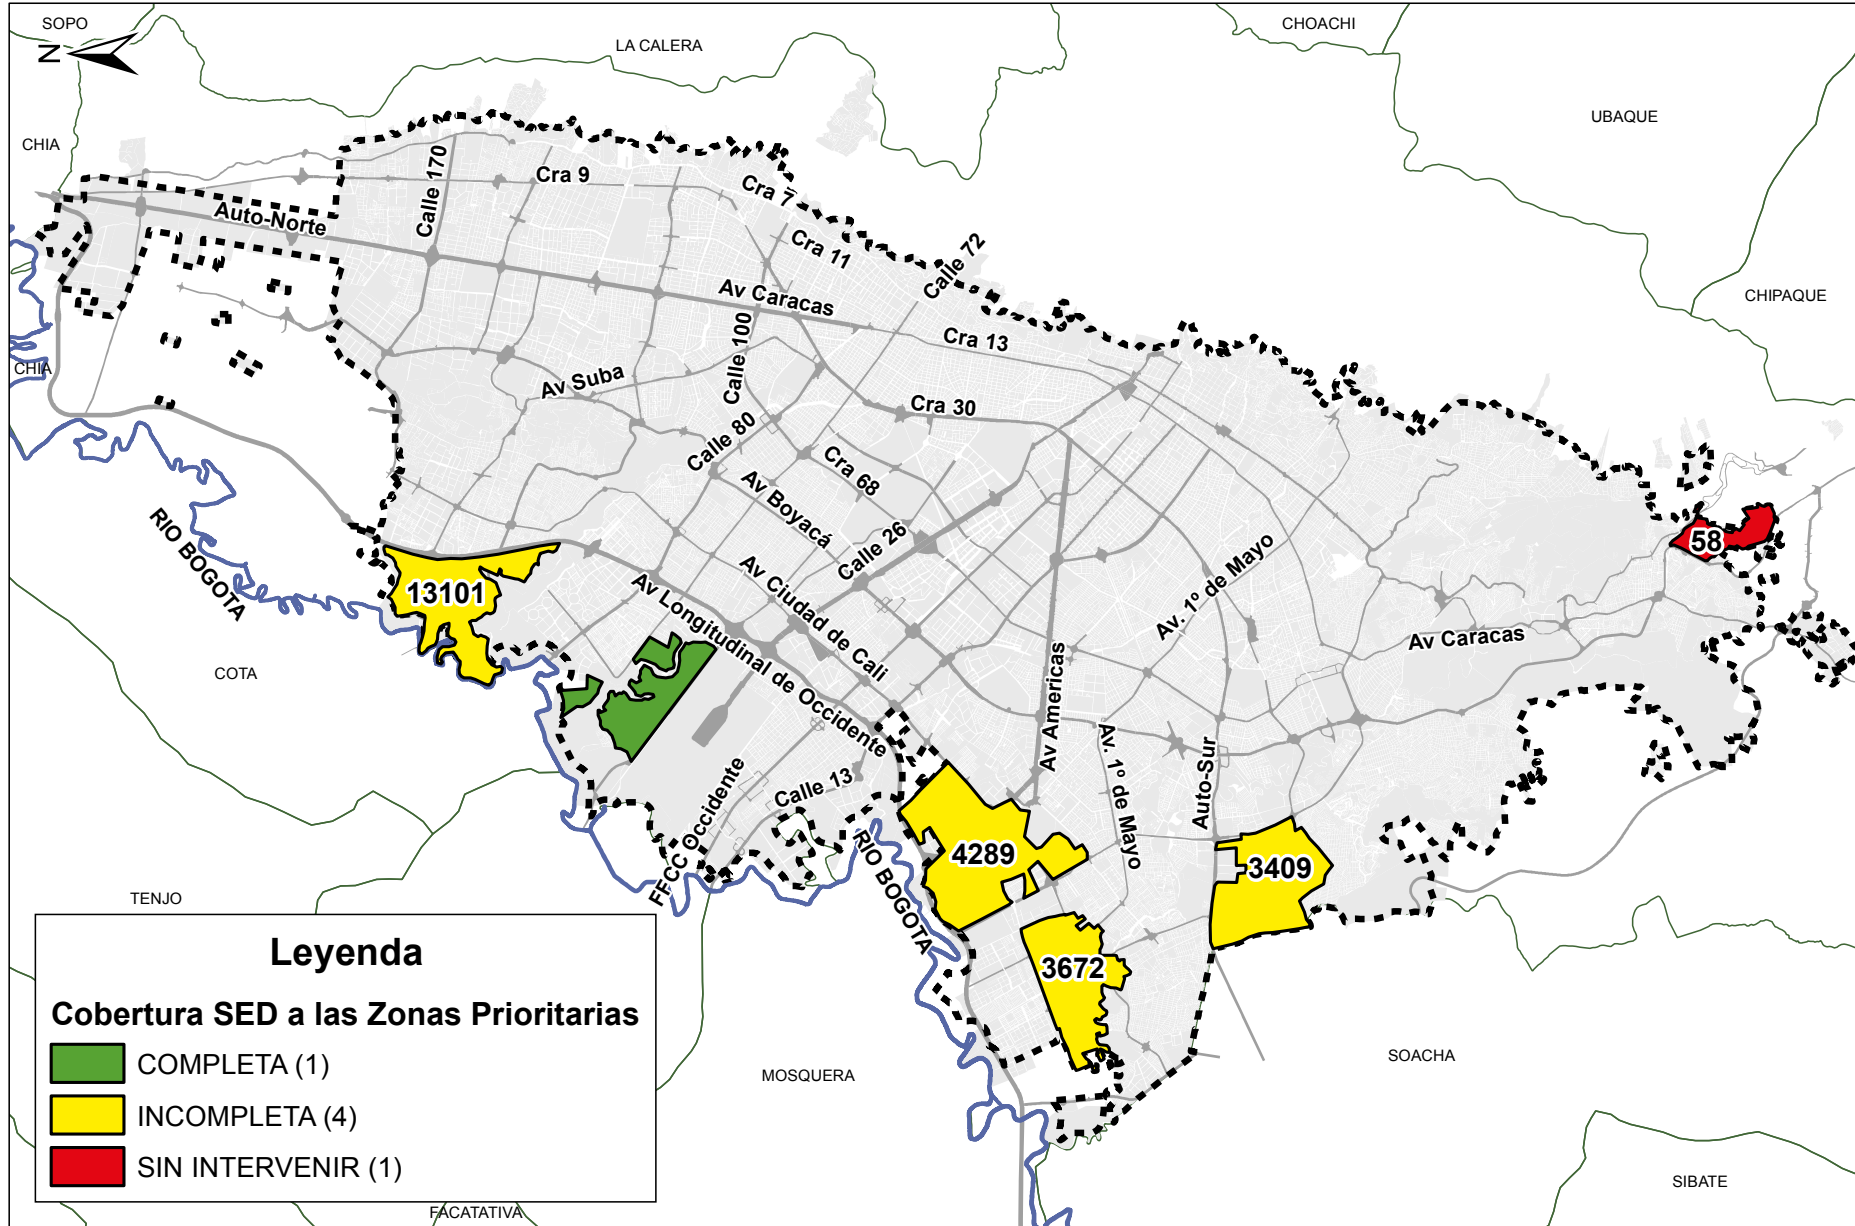 SOPO
CHOACHI
N
LA CALERA
UBAQUE
CHIA
Calle 170
Cra 9
Cra 7
Auto-Norte
Cra 11
Calle 72
CHIPAQUE
Av Caracas
Cra 13
CHIA
Calle 100
Av Suba
Cra 30
Calle 80
Cra 68
Av Boyacá
RIO BOGOTA
Calle 26
58
13101
Av Ciudad de Cali
Av. 1º de Mayo
Av Longitudinal de Occidente
Av Caracas
COTA
Av Americas
Av. 1º de Mayo
Auto-Sur
Calle 13
FFCC Occidente
RIO BOGOTA
4289
3409
TENJO
3672
Leyenda
Cobertura SED a las Zonas Prioritarias
COMPLETA (1)
INCOMPLETA (4)
SIN INTERVENIR (1)
MOSQUERA
SOACHA
SIBATE
FACATATIVA